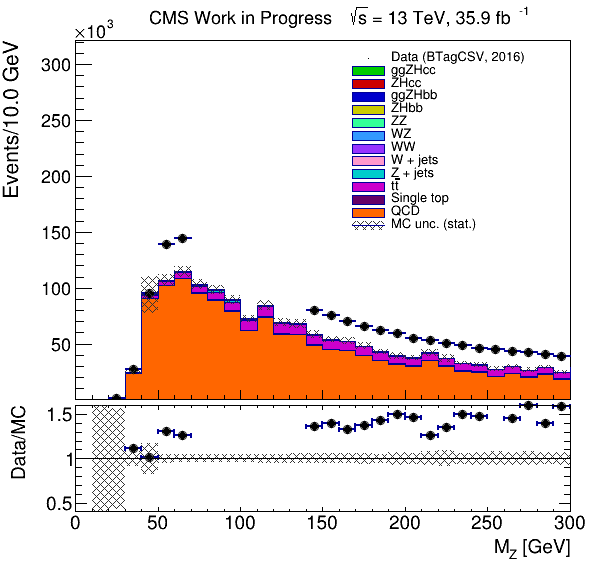 CMS Work in Progress √s = 13 TeV, 35.9 fb⁻¹
×10³
Events/10.0 GeV
300
250
200
150
100
50
Data (BTagCSV, 2016)
ggZHcc
ZHcc
ggZHbb
ZHbb
ZZ
WZ
WW
W + jets
Z + jets
tt̅
Single top
QCD
MC unc. (stat.)
Data/MC
1.5
1
0.5
0 50 100 150 200 250 300
M_Z [GeV]